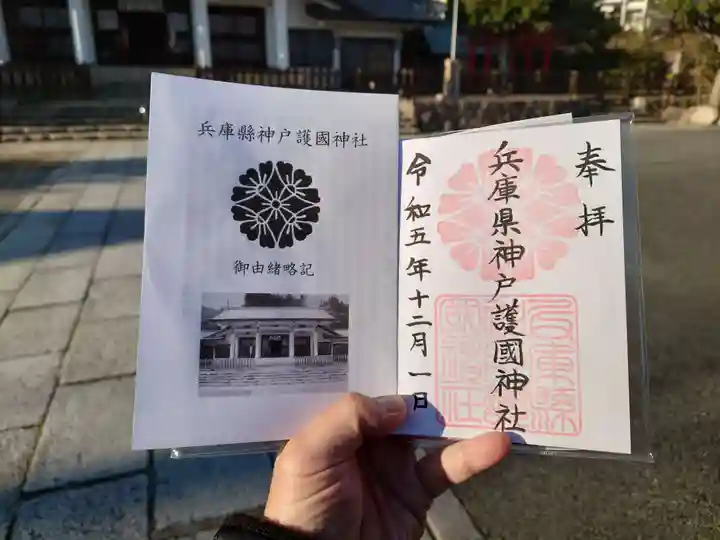 兵庫縣神戸護國神社
御由緒略記
奉拝
兵庫県神戸護國神社
令和五年十二月一日